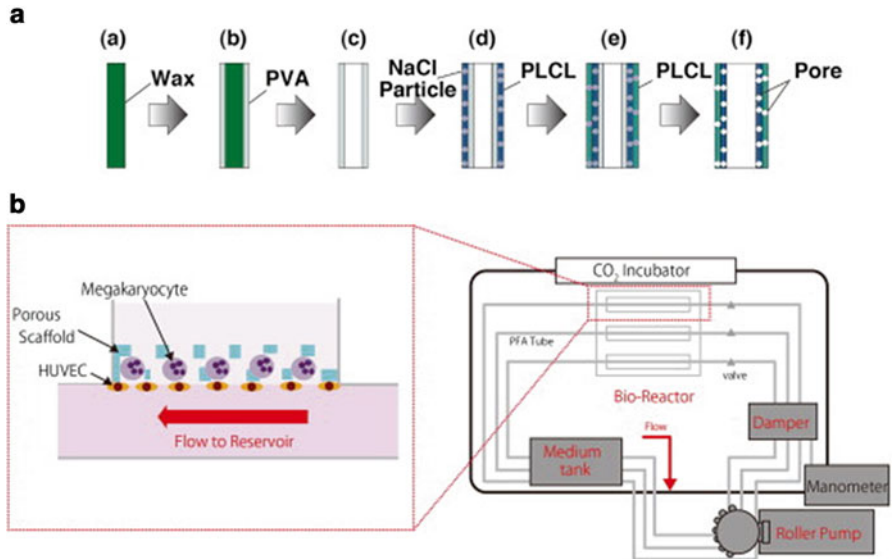 a
(a) (b) (c) (d) (e) (f)
Wax
PVA
NaCl
Particle
PLCL
PLCL
Pore
b
Megakaryocyte
Porous
Scaffold
HUVEC
Flow to Reservoir
CO₂ Incubator
PFA Tube
valve
Bio-Reactor
Flow
Damper
Medium
tank
Manometer
Roller Pump